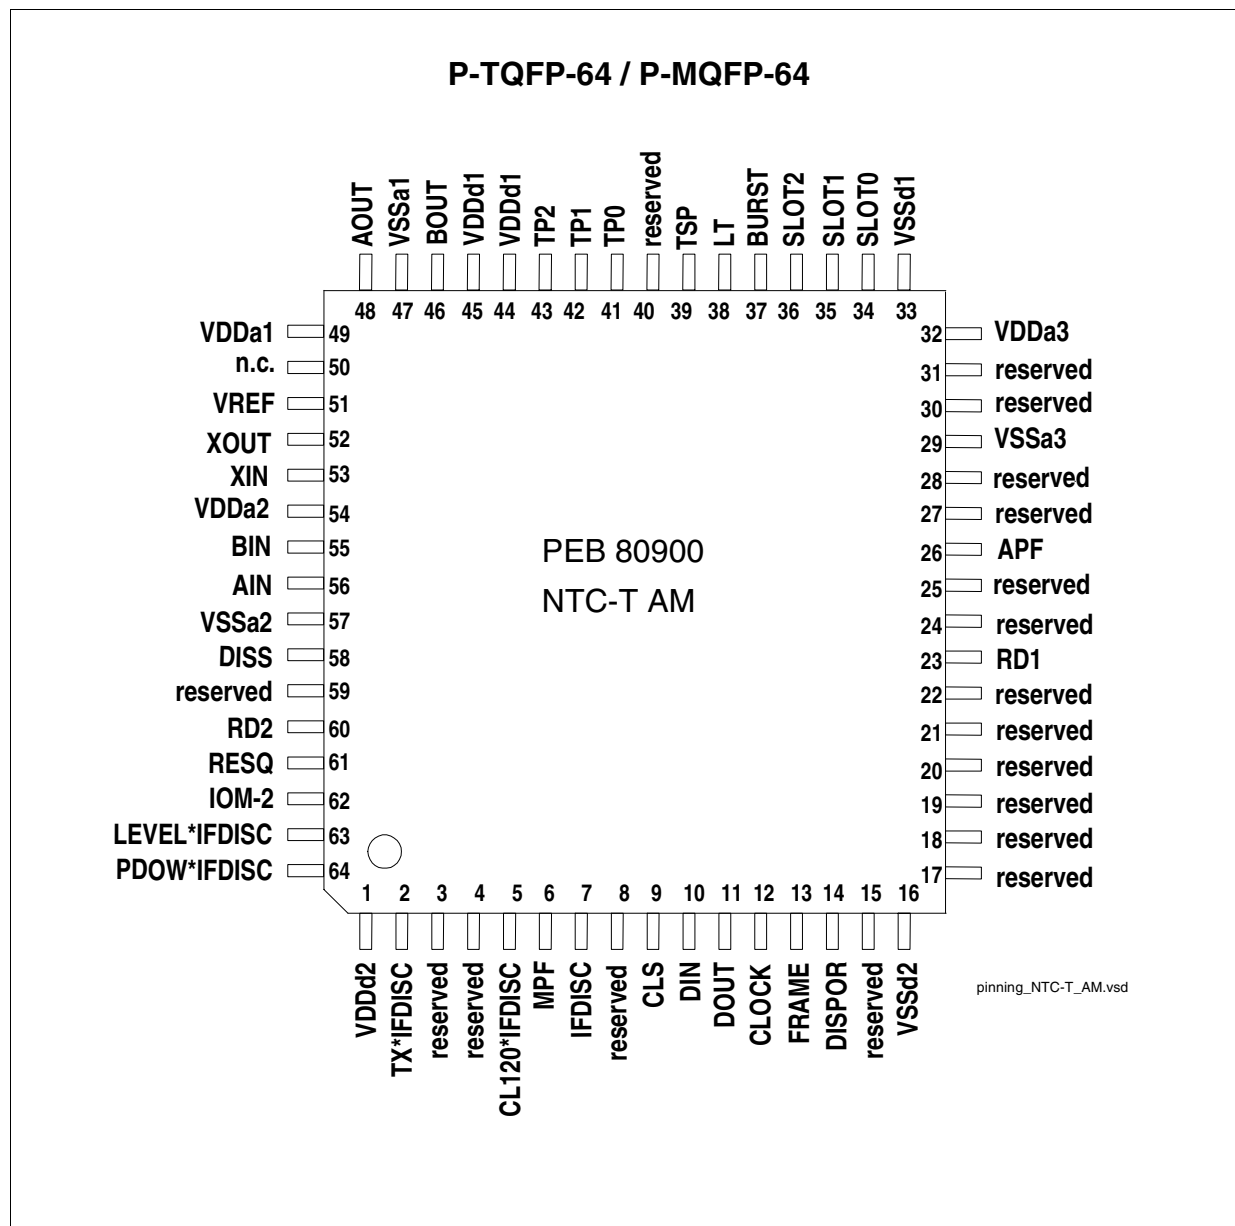 P-TQFP-64 / P-MQFP-64
AOUT
VSSa1
BOUT
VDDd1
VDDd1
TP2
TP1
TP0
reserved
TSP
LT
BURST
SLOT2
SLOT1
SLOT0
VSSd1
48 47 46 45 44 43 42 41 40 39 38 37 36 35 34 33
VDDa1 49
n.c. 50
VREF 51
XOUT 52
XIN 53
VDDa2 54
BIN 55
AIN 56
VSSa2 57
DISS 58
reserved 59
RD2 60
RESQ 61
IOM-2 62
LEVEL*IFDISC 63
PDOW*IFDISC 64
PEB 80900
NTC-T AM
32 VDDa3
31 reserved
30 reserved
29 VSSa3
28 reserved
27 reserved
26 APF
25 reserved
24 reserved
23 RD1
22 reserved
21 reserved
20 reserved
19 reserved
18 reserved
17 reserved
1 2 3 4 5 6 7 8 9 10 11 12 13 14 15 16
VDDd2
TX*IFDISC
reserved
reserved
CL120*IFDISC
MPF
IFDISC
reserved
CLS
DIN
DOUT
CLOCK
FRAME
DISPOR
reserved
VSSd2
pinning_NTC-T_AM.vsd